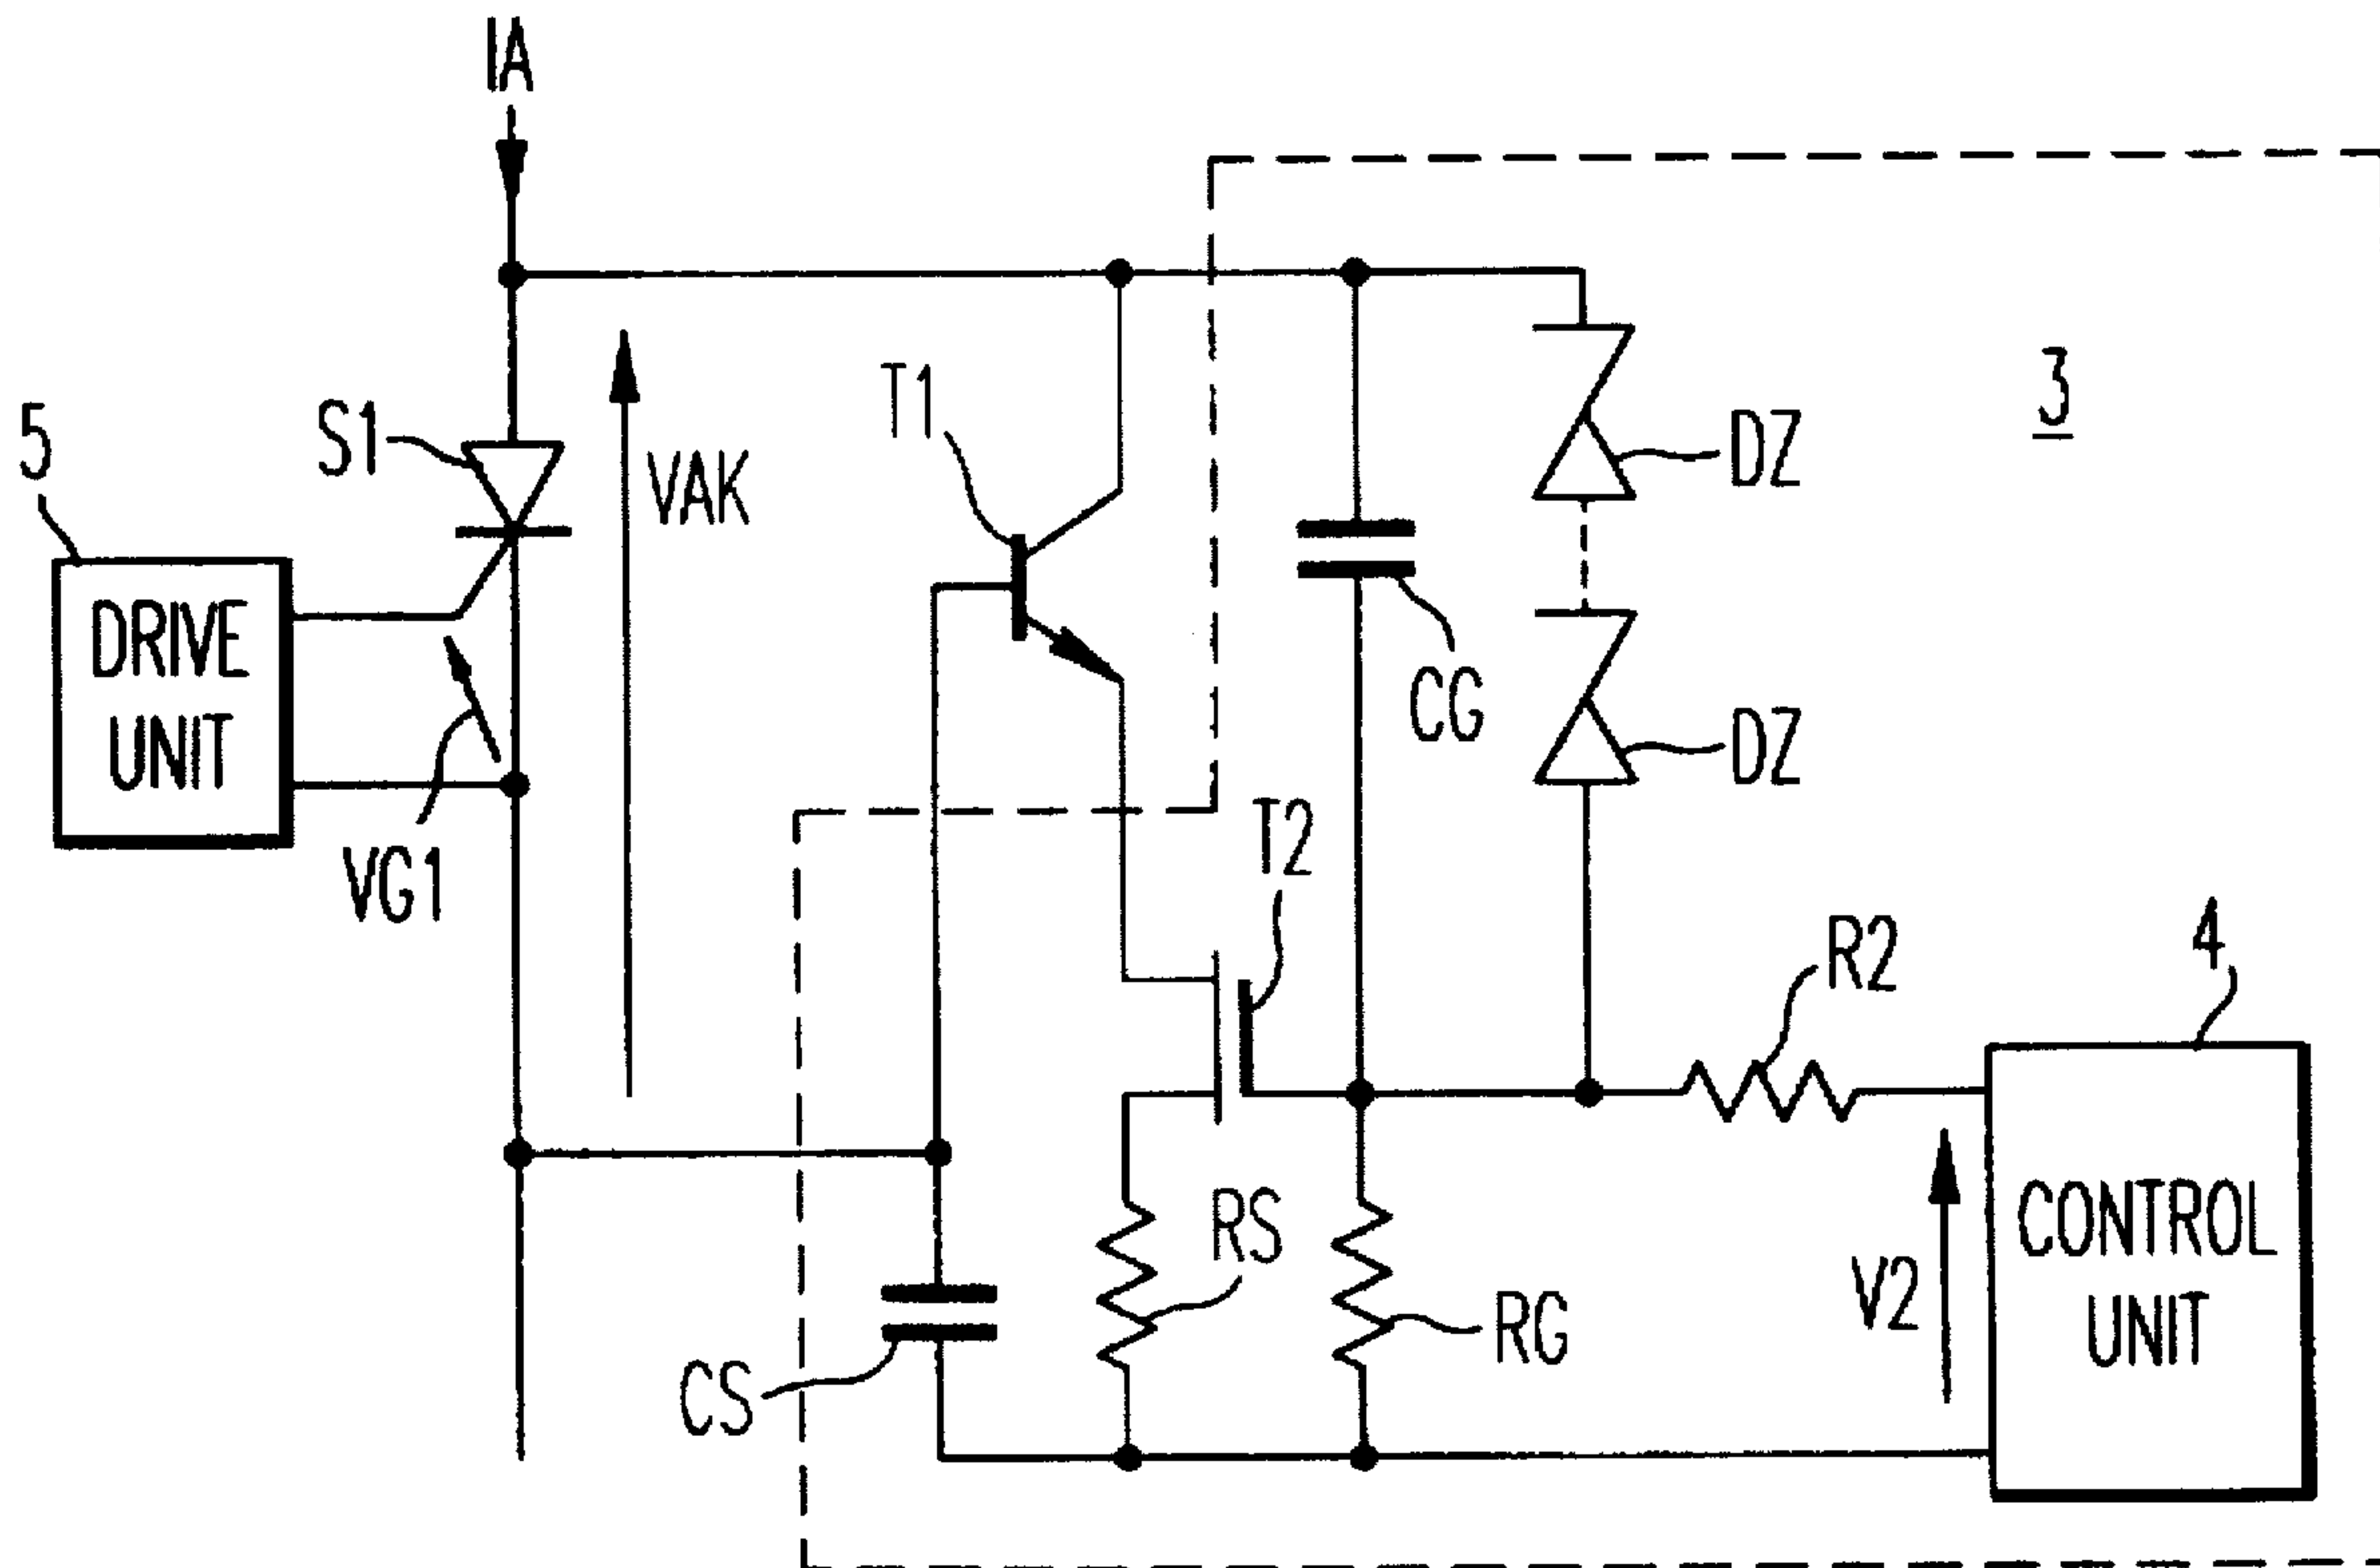 IA
3
T1
DZ
S1
5
VAK
DRIVE
UNIT
CG
DZ
T2
VG1
R2
4
RS
CONTROL
UNIT
V2
RG
CS